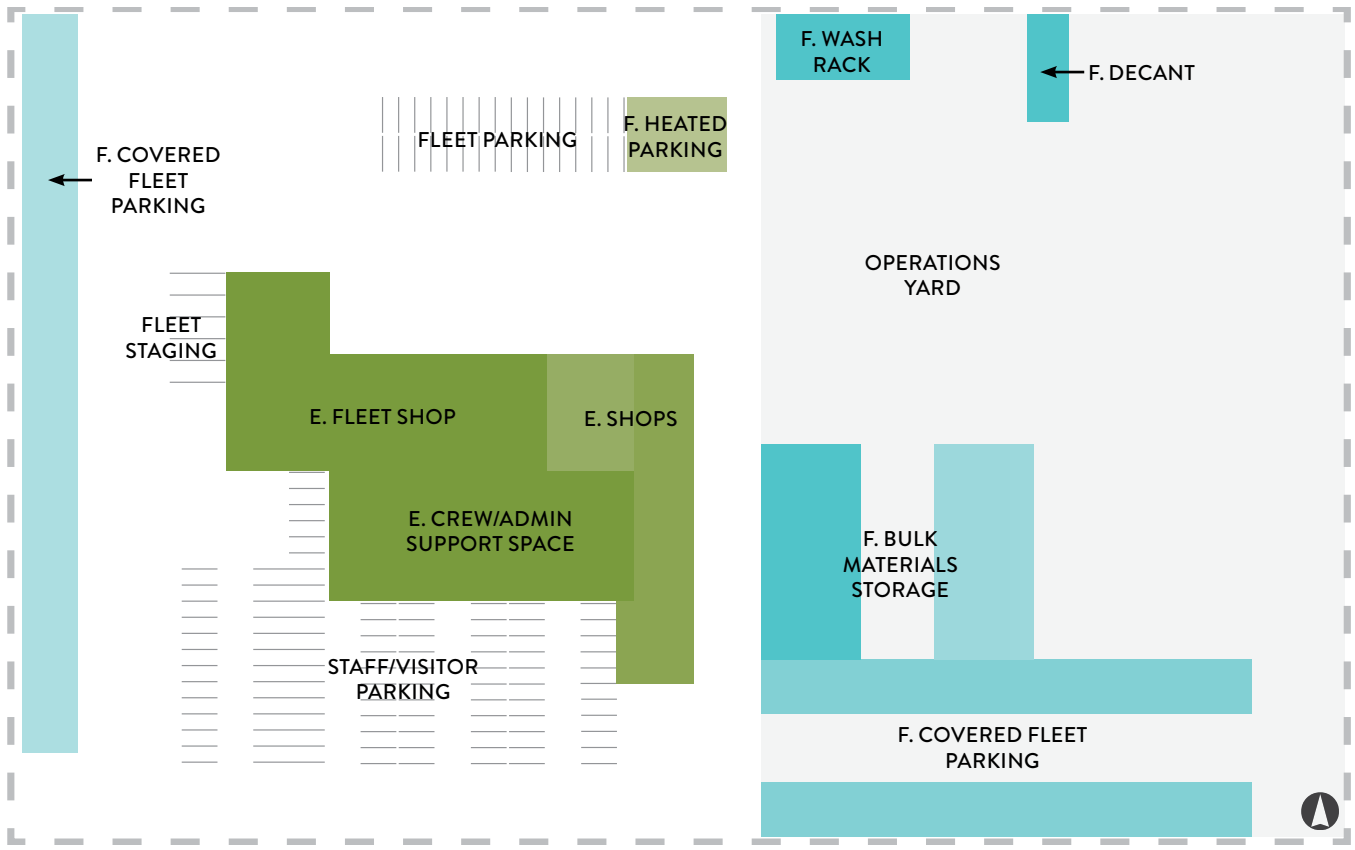 F. WASH
RACK
F. DECANT
FLEET PARKING
F. HEATED
PARKING
F. COVERED
FLEET
PARKING
OPERATIONS
YARD
FLEET
STAGING
E. FLEET SHOP
E. SHOPS
E. CREW/ADMIN
SUPPORT SPACE
F. BULK
MATERIALS
STORAGE
STAFF/VISITOR
PARKING
F. COVERED FLEET
PARKING